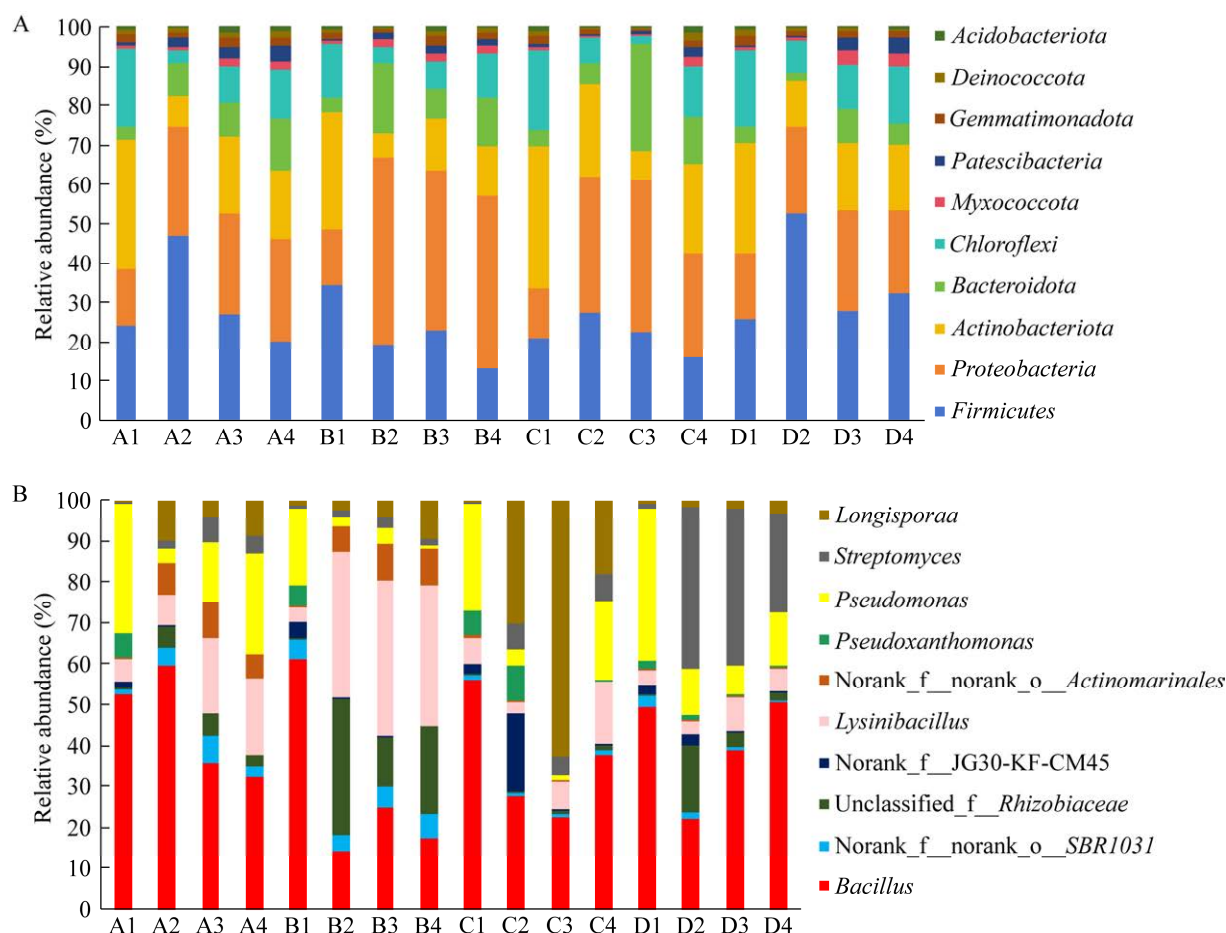 A
Relative abundance (%)
100
90
80
70
60
50
40
30
20
10
0
A1 A2 A3 A4 B1 B2 B3 B4 C1 C2 C3 C4 D1 D2 D3 D4
Acidobacteriota
Deinococcota
Gemmatimonadota
Patescibacteria
Myxococcota
Chloroflexi
Bacteroidota
Actinobacteriota
Proteobacteria
Firmicutes
B
Relative abundance (%)
100
90
80
70
60
50
40
30
20
10
0
A1 A2 A3 A4 B1 B2 B3 B4 C1 C2 C3 C4 D1 D2 D3 D4
Longisporaa
Streptomyces
Pseudomonas
Pseudoxanthomonas
Norank_f__norank_o__Actinomarinales
Lysinibacillus
Norank_f__JG30-KF-CM45
Unclassified_f__Rhizobiaceae
Norank_f__norank_o__SBR1031
Bacillus